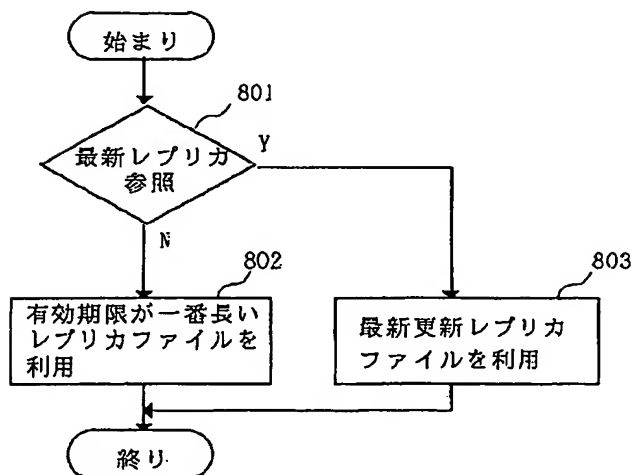 始まり
801
最新レプリカ
参照
Y
N
802
有効期限が一番長い
レプリカファイルを
利用
803
最新更新レプリカ
ファイルを利用
終り